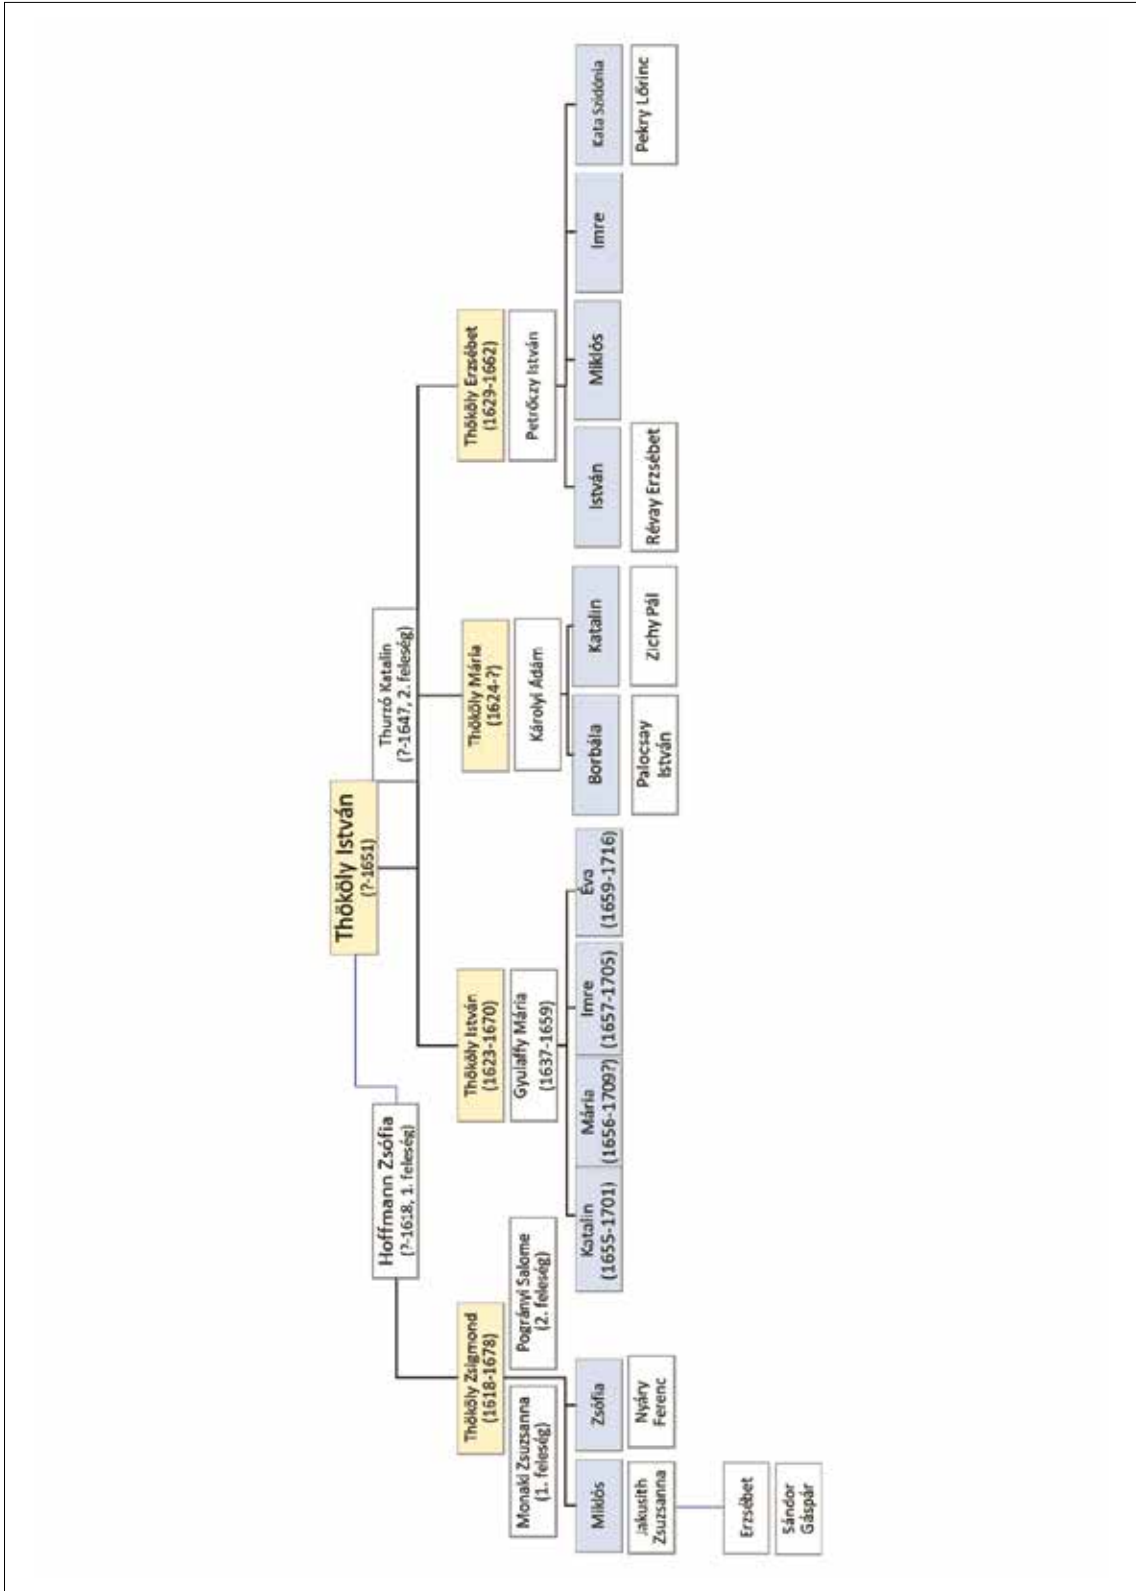 Thököly István
(?-1651)
Hoffmann Zsófia
(?-1618, 1. feleség)
Thurzó Katalin
(?-1647, 2. feleség)
Thököly Zsigmond
(1618-1678)
Thököly István
(1623-1670)
Thököly Mária
(1624-?)
Thököly Erzsébet
(1629-1662)
Monaki Zsuzsanna
(1. feleség)
Pogrányi Salome
(2. feleség)
Gyulaffy Mária
(1637-1659)
Károlyi Ádám
Petrőczy István
Miklós
Zsófia
Katalin
(1655-1701)
Mária
(1656-1709?)
Imre
(1657-1705)
Éva
(1659-1716)
Borbála
Katalin
István
Miklós
Imre
Kata Szidónia
Jakusith
Zsuzsanna
Nyáry
Ferenc
Palocsay
István
Zichy Pál
Révay Erzsébet
Pekry Lőrinc
Erzsébet
Sándor
Gáspár